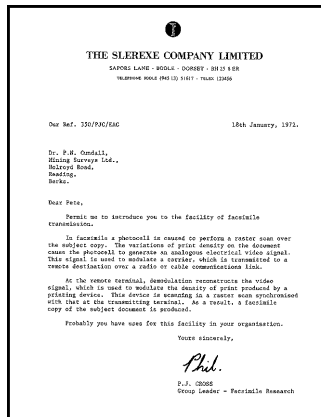 THE SLEREXE COMPANY LIMITED
SAPORS LANE - BOOLE - DORSET - BH 25 8 ER
TELEPHONE BOOLE (945 13) 51617 - TELEX 123456
Our Ref. 350/PJC/EAC 18th January, 1972.
Dr. P.N. Cundall,
Mining Surveys Ltd.,
Holroyd Road,
Reading,
Berks.
Dear Pete,
Permit me to introduce you to the facility of facsimile
transmission.
In facsimile a photocell is caused to perform a raster scan over
the subject copy. The variations of print density on the document
cause the photocell to generate an analogous electrical video signal.
This signal is used to modulate a carrier, which is transmitted to a
remote destination over a radio or cable communications link.
At the remote terminal, demodulation reconstructs the video
signal, which is used to modulate the density of print produced by a
printing device. This device is scanning in a raster scan synchronised
with that at the transmitting terminal. As a result, a facsimile
copy of the subject document is produced.
Probably you have uses for this facility in your organisation.
Yours sincerely,
Phil.
P.J. CROSS
Group Leader - Facsimile Research